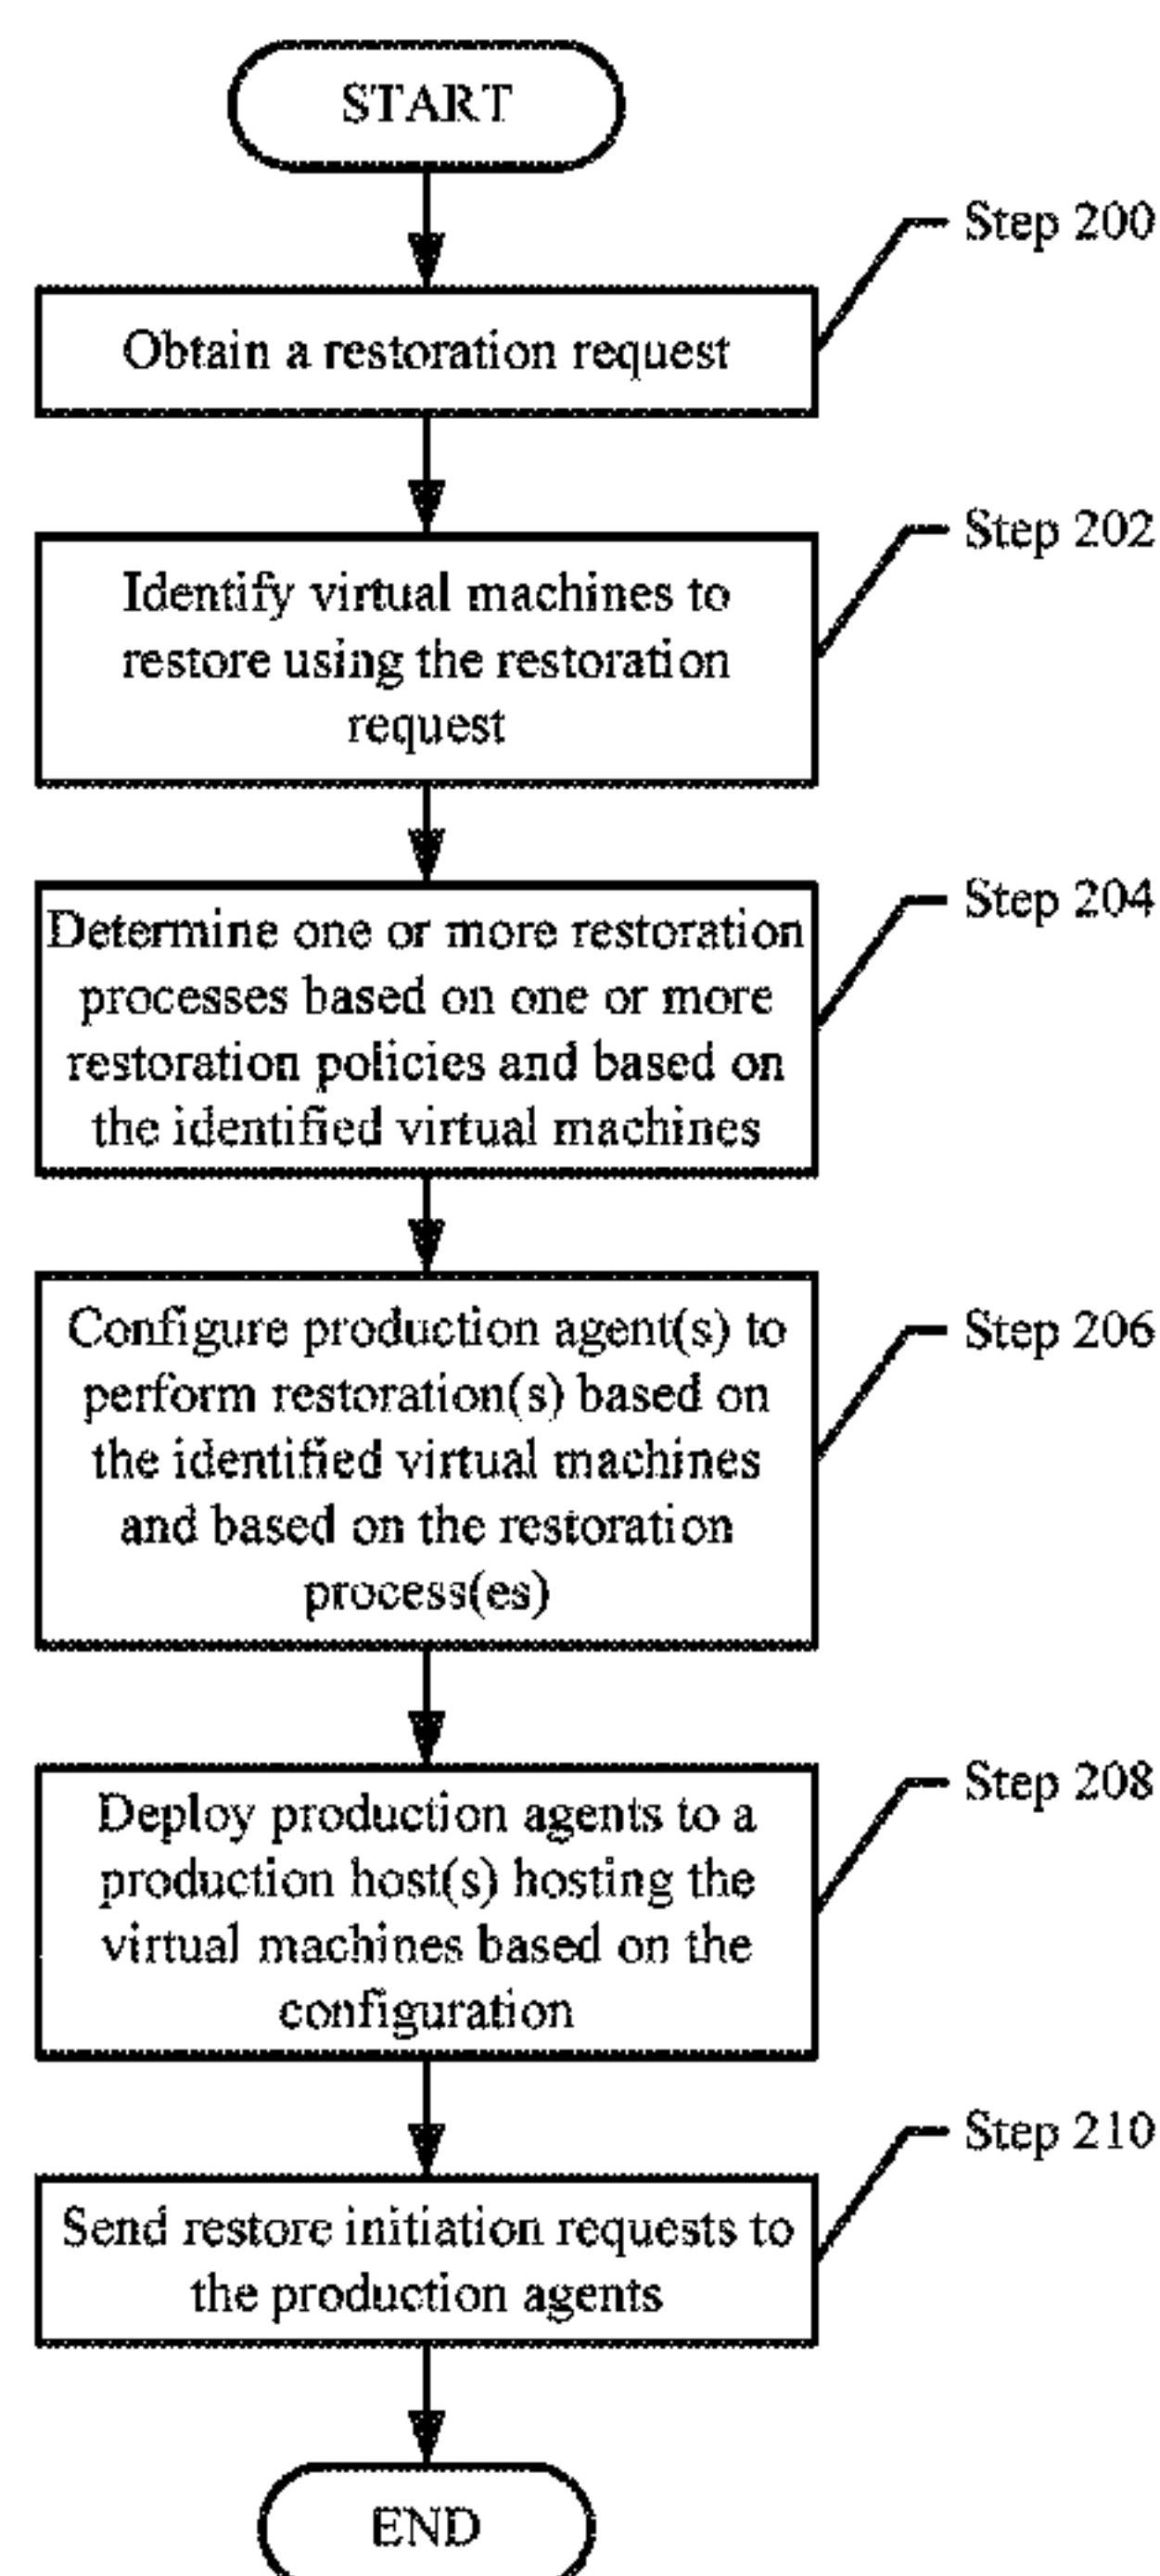 START
Step 200
Obtain a restoration request
Step 202
Identify virtual machines to
restore using the restoration
request
Step 204
Determine one or more restoration
processes based on one or more
restoration policies and based on
the identified virtual machines
Step 206
Configure production agent(s) to
perform restoration(s) based on
the identified virtual machines
and based on the restoration
process(es)
Step 208
Deploy production agents to a
production host(s) hosting the
virtual machines based on the
configuration
Step 210
Send restore initiation requests to
the production agents
END